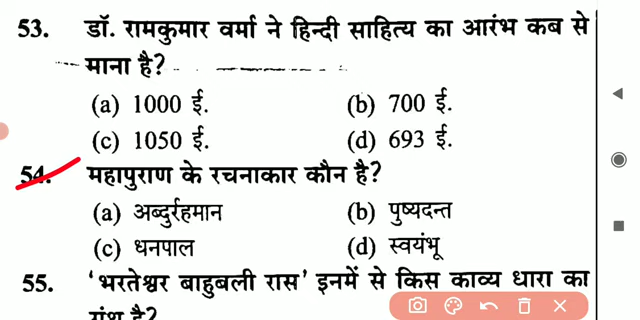 53. डॉ. रामकुमार वर्मा ने हिन्दी साहित्य का आरंभ कब से
माना है?
(a) 1000 ई. (b) 700 ई.
(c) 1050 ई. (d) 693 ई.
54. महापुराण के रचनाकार कौन है?
(a) अब्दुर्रहमान (b) पुष्यदन्त
(c) धनपाल (d) स्वयंभू
55. 'भरतेश्वर बाहुबली रास' इनमें से किस काव्य धारा का
ग्रंथ है?